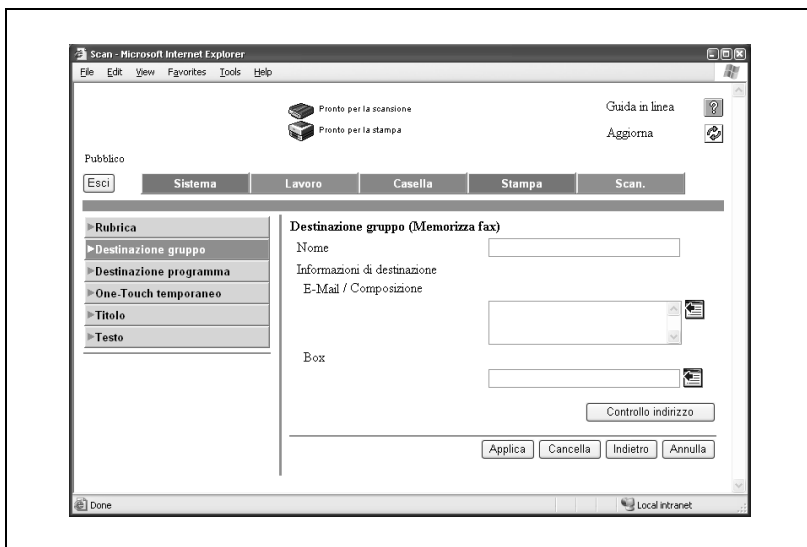 Scan - Microsoft Internet Explorer
File Edit View Favorites Tools Help
Pronto per la scansione
Guida in linea
?
Pronto per la stampa
Aggiorna
Pubblico
Esci
Sistema
Lavoro
Casella
Stampa
Scan.
Rubrica
Destinazione gruppo
Destinazione programma
One-Touch temporaneo
Titolo
Testo
Destinazione gruppo (Memorizza fax)
Nome
Informazioni di destinazione
E-Mail / Composizione
Box
Controllo indirizzo
Applica Cancella Indietro Annulla
Done
Local intranet